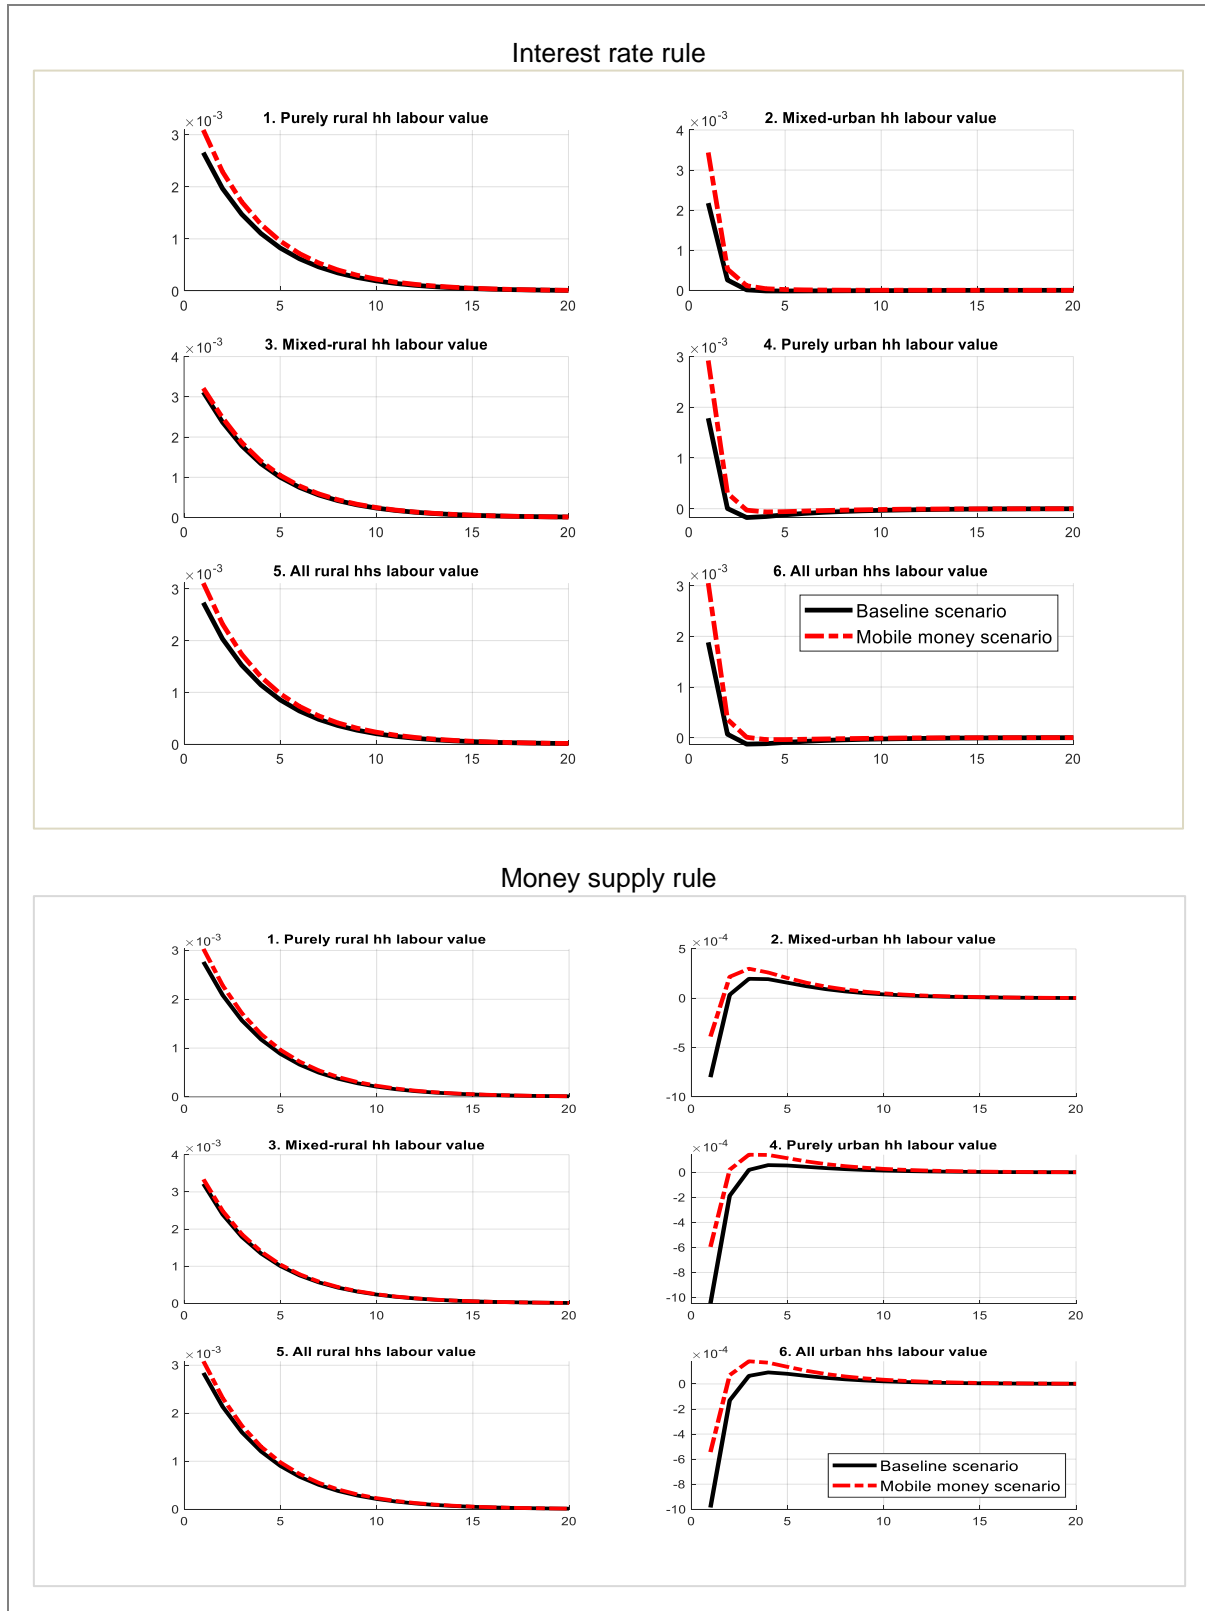 Interest rate rule
×10^-3
1. Purely rural hh labour value
3
2
1
0
0 5 10 15 20
×10^-3
2. Mixed-urban hh labour value
4
3
2
1
0
0 5 10 15 20
×10^-3
3. Mixed-rural hh labour value
4
3
2
1
0
0 5 10 15 20
×10^-3
4. Purely urban hh labour value
3
2
1
0
0 5 10 15 20
×10^-3
5. All rural hhs labour value
3
2
1
0
0 5 10 15 20
×10^-3
6. All urban hhs labour value
3
2
1
0
0 5 10 15 20
Baseline scenario
Mobile money scenario
Money supply rule
×10^-3
1. Purely rural hh labour value
3
2
1
0
0 5 10 15 20
×10^-4
2. Mixed-urban hh labour value
5
0
-5
-10
0 5 10 15 20
×10^-3
3. Mixed-rural hh labour value
4
3
2
1
0
0 5 10 15 20
×10^-4
4. Purely urban hh labour value
0
-2
-4
-6
-8
-10
0 5 10 15 20
×10^-3
5. All rural hhs labour value
3
2
1
0
0 5 10 15 20
×10^-4
6. All urban hhs labour value
0
-2
-4
-6
-8
-10
0 5 10 15 20
Baseline scenario
Mobile money scenario